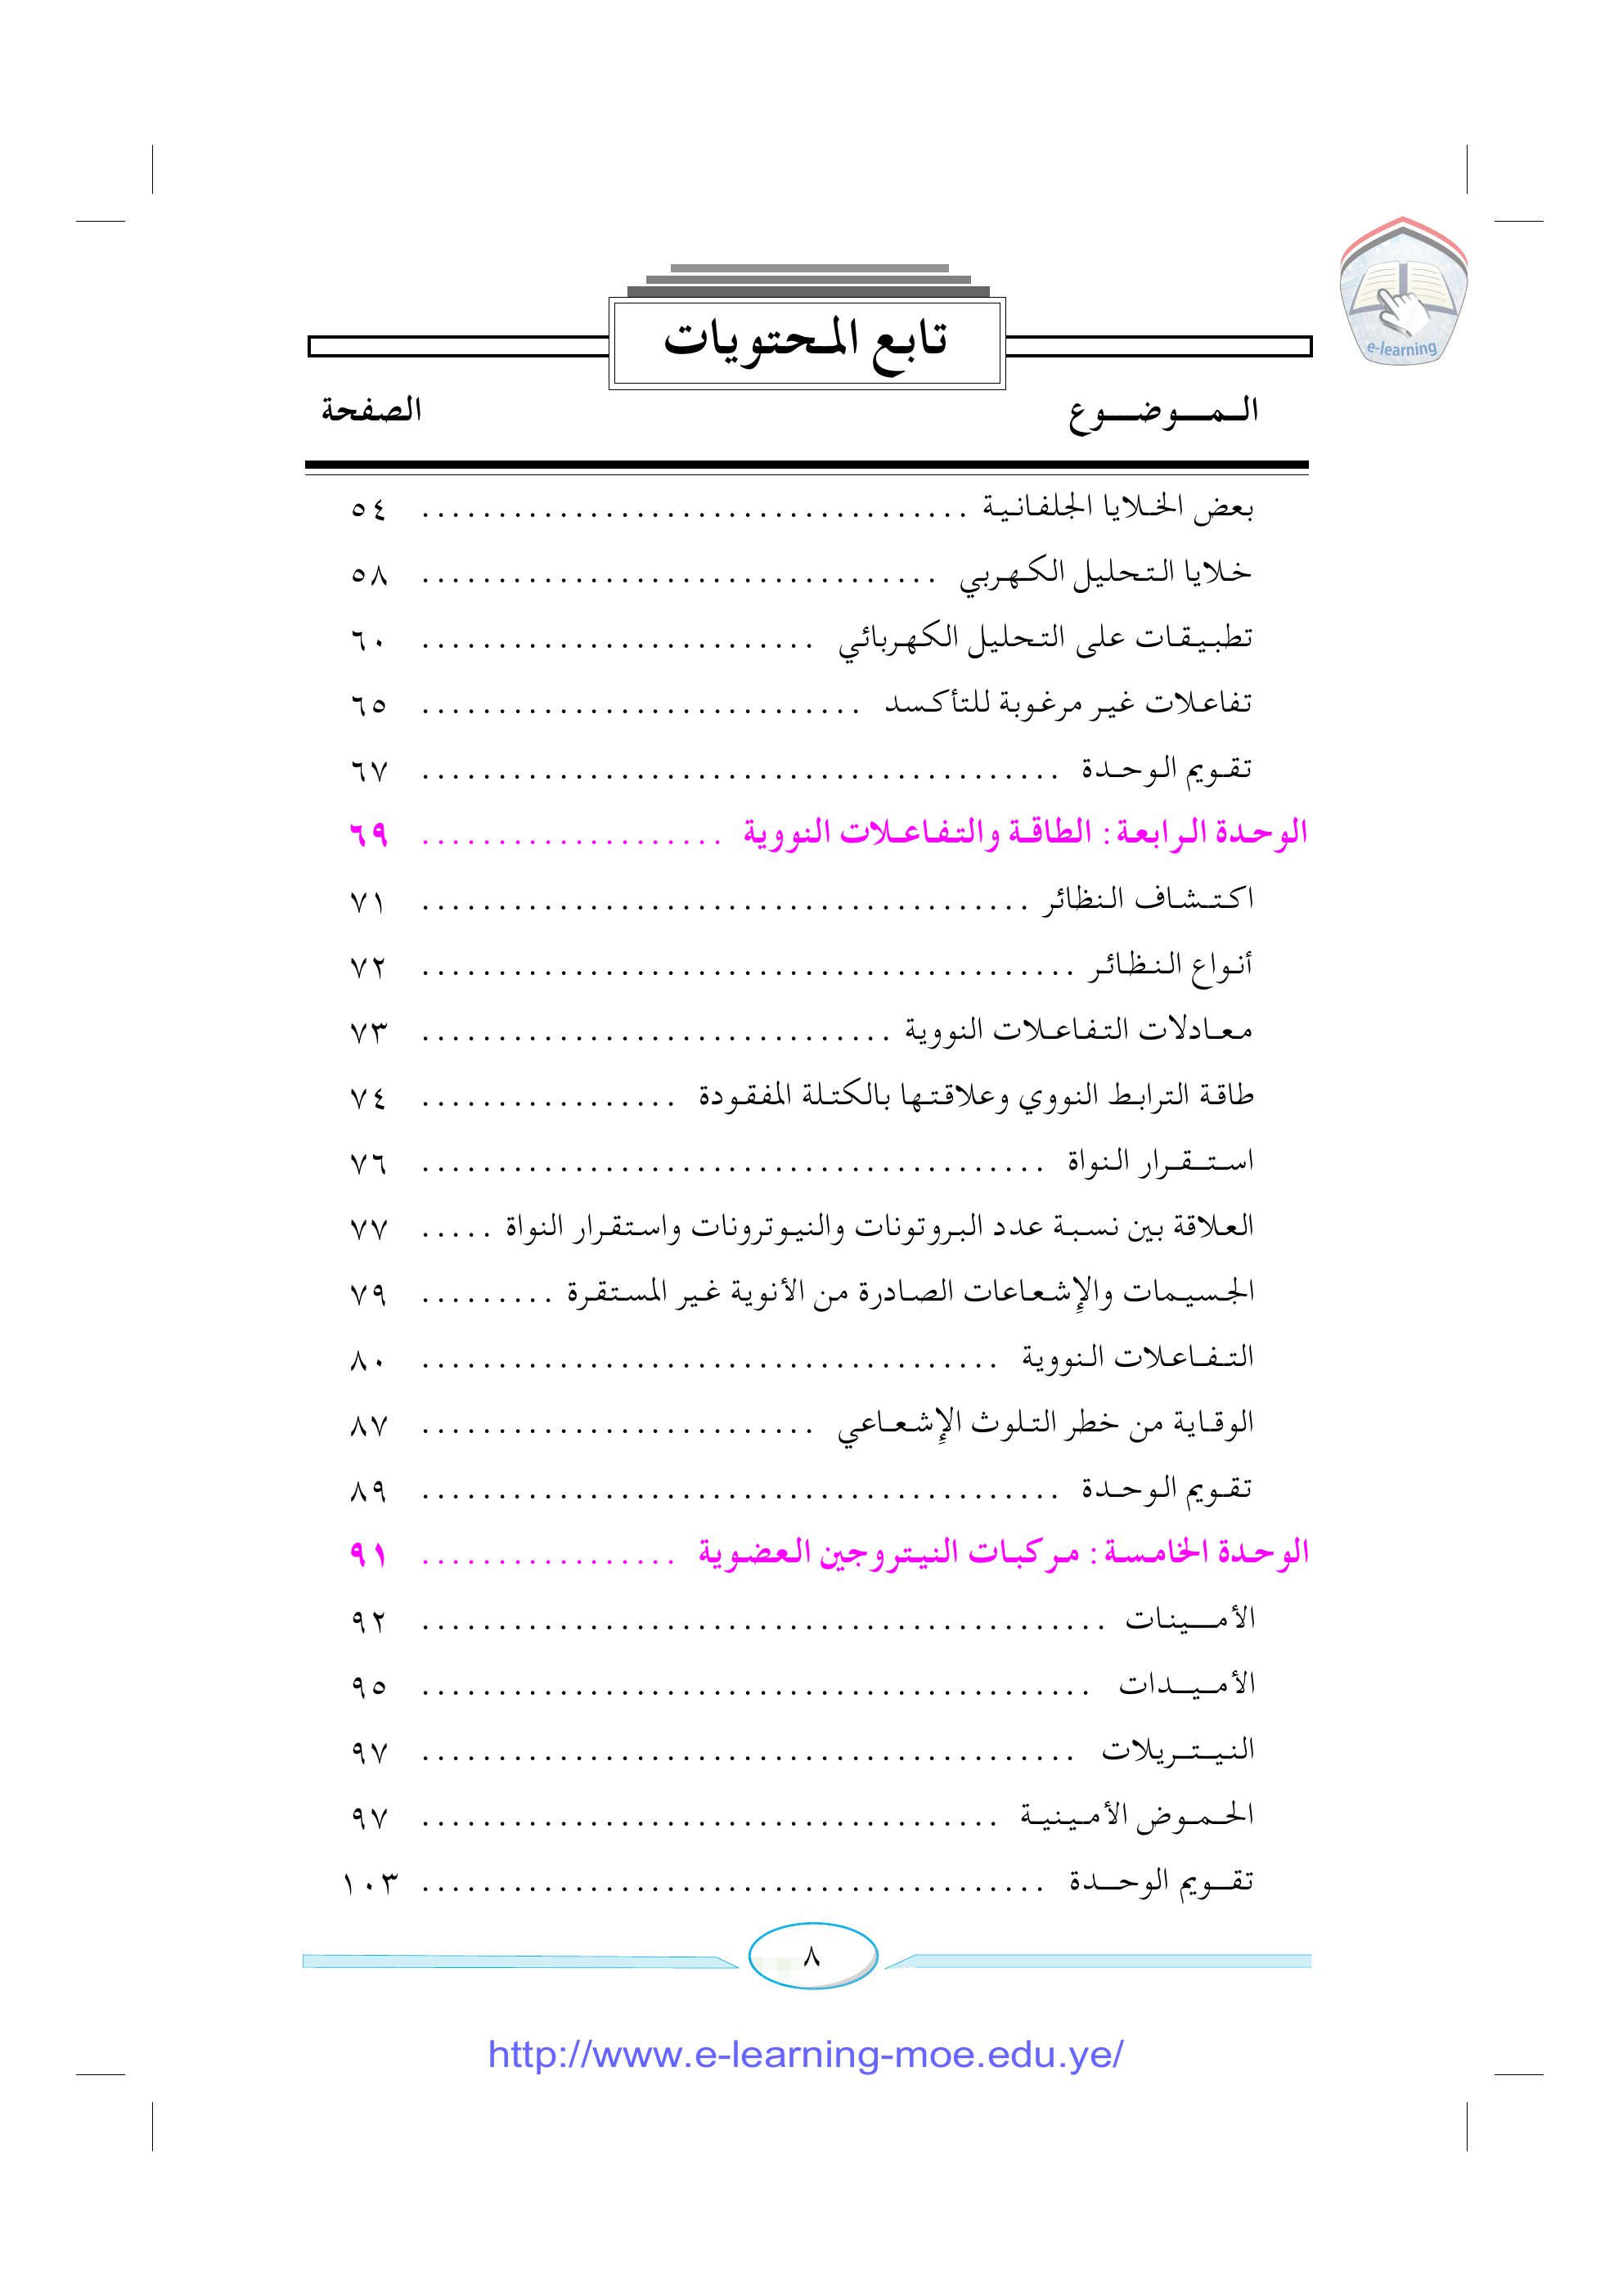 e-learning
تابع المحتويات
الموضوع الصفحة
بعض الخلايا الجلفانية ................................... ٥٤
خلايا التحليل الكهربي ................................. ٥٨
تطبيقات على التحليل الكهربائي ......................... ٦٠
تفاعلات غير مرغوبة للتأكسد ............................ ٦٥
تقويم الوحدة ......................................... ٦٧
الوحدة الرابعة: الطاقة والتفاعلات النووية .................... ٦٩
اكتشاف النظائر ....................................... ٧١
أنواع النظائر .......................................... ٧٢
معادلات التفاعلات النووية .............................. ٧٣
طاقة الترابط النووي وعلاقتها بالكتلة المفقودة ................. ٧٤
استقرار النواة ........................................ ٧٦
العلاقة بين نسبة عدد البروتونات والنيوترونات واستقرار النواة ..... ٧٧
الجسيمات والإشعاعات الصادرة من الأنوية غير المستقرة ......... ٧٩
التفاعلات النووية ..................................... ٨٠
الوقاية من خطر التلوث الإشعاعي ......................... ٨٧
تقويم الوحدة ......................................... ٨٩
الوحدة الخامسة: مركبات النيتروجين العضوية ................. ٩١
الأمينات ............................................ ٩٢
الأميدات ........................................... ٩٥
النيتريلات .......................................... ٩٧
الحموض الأمينية ..................................... ٩٧
تقويم الوحدة ........................................ ١٠٣
٨
http://www.e-learning-moe.edu.ye/